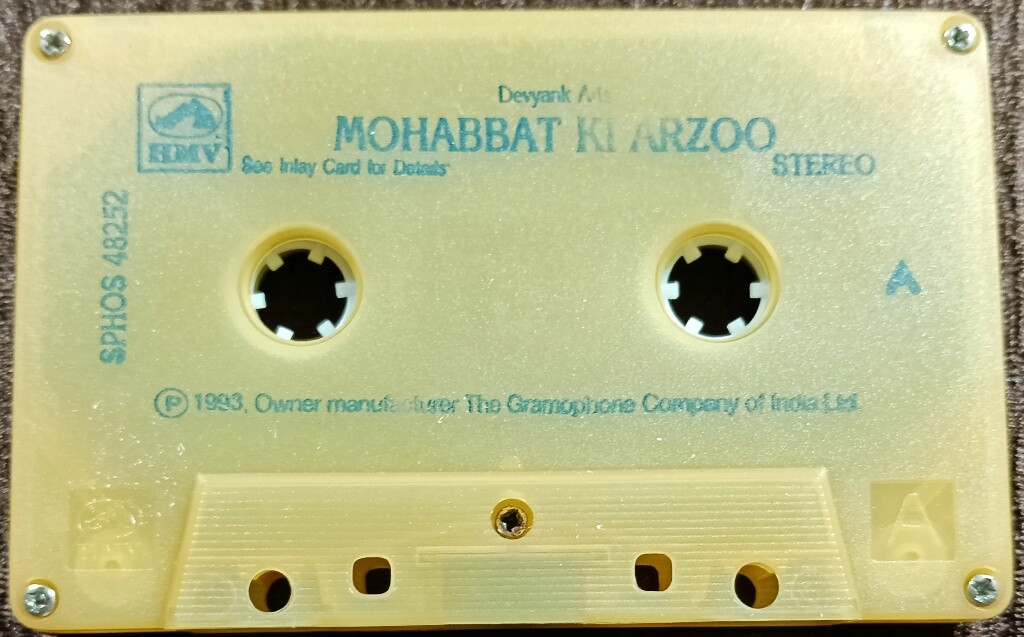 Devyank Arts
MOHABBAT KI ARZOO
HMV
See Inlay Card for Details
STEREO
SPHOS 48252
A
P 1993, Owner manufacturer The Gramophone Company of India Ltd.
A